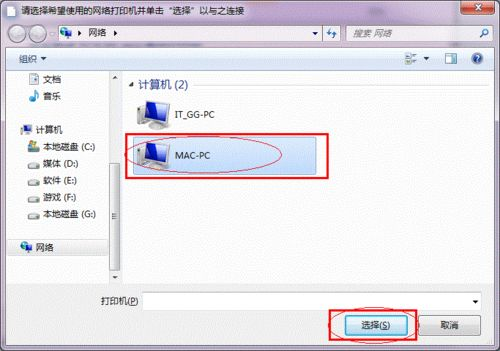 请选择希望使用的网络打印机并单击“选择”以与之连接
网络
搜索 网络
组织
文档
音乐
计算机
本地磁盘 (C:)
媒体 (D:)
软件 (E:)
游戏 (F:)
本地磁盘 (G:)
网络
计算机 (2)
IT_GG-PC
MAC-PC
打印机(P)
选择(S)
取消